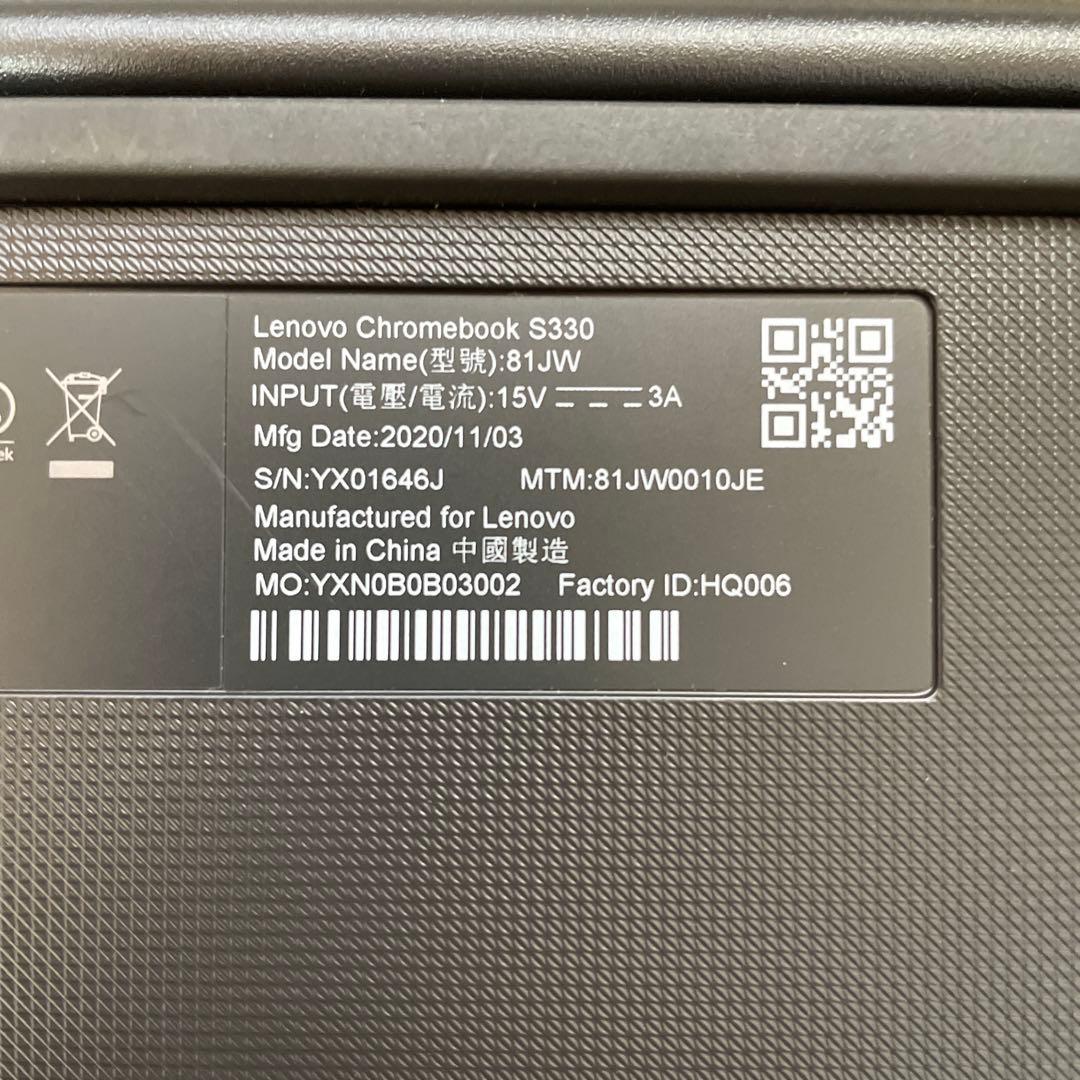 Lenovo Chromebook S330
Model Name(型號):81JW
INPUT(電壓/電流):15V ⎓ 3A
Mfg Date:2020/11/03
S/N:YX01646J MTM:81JW0010JE
Manufactured for Lenovo
Made in China 中國製造
MO:YXN0B0B03002 Factory ID:HQ006